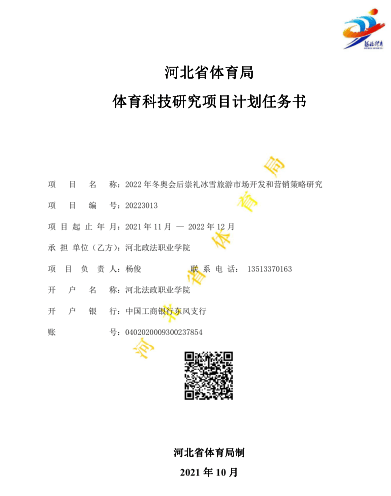 河北体育
河北省体育局
体育科技研究项目计划任务书
项目名称：2022 年冬奥会后崇礼冰雪旅游市场开发和营销策略研究
项目编号：20223013
项目起止年月：2021 年 11 月 — 2022 年 12 月
承担单位(乙方)：河北政法职业学院
项目负责人：杨俊 联系电话： 13513370163
开户名称：河北法政职业学院
开户银行：中国工商银行东风支行
账号：0402020009300237854
河北省体育局
河北省体育局制
2021 年 10 月